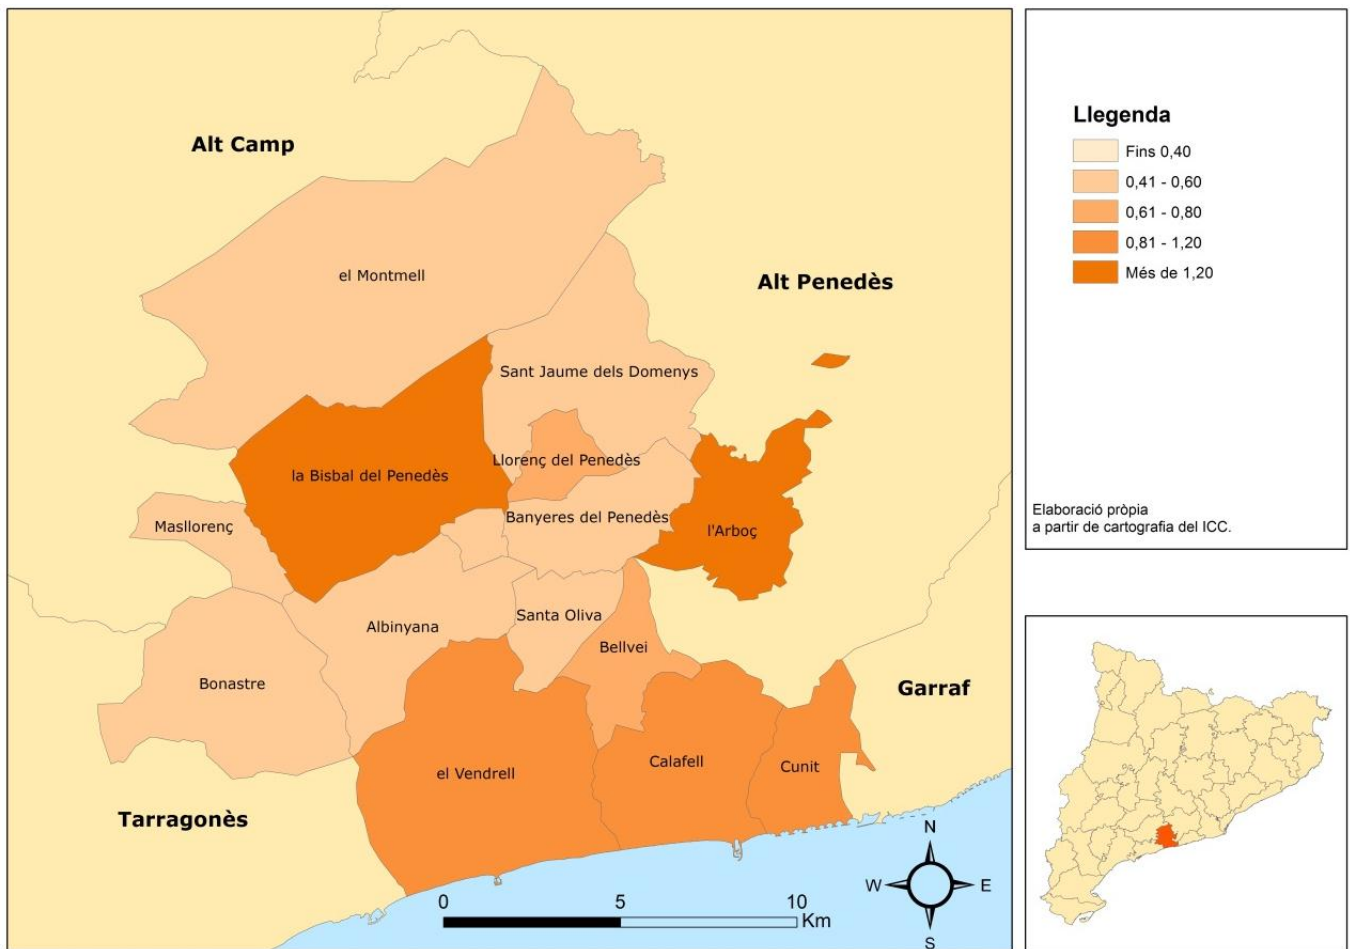 Alt Camp
el Montmell
Alt Penedès
Sant Jaume dels Domenys
Llorenç del Penedès
la Bisbal del Penedès
Banyeres del Penedès
Masllorenç
l'Arboç
Santa Oliva
Albinyana
Bellvei
Bonastre
Garraf
el Vendrell
Calafell
Cunit
Tarragonès
N
W
E
S
0
5
10
Km
Llegenda
Fins 0,40
0,41 - 0,60
0,61 - 0,80
0,81 - 1,20
Més de 1,20
Elaboració pròpia
a partir de cartografia del ICC.